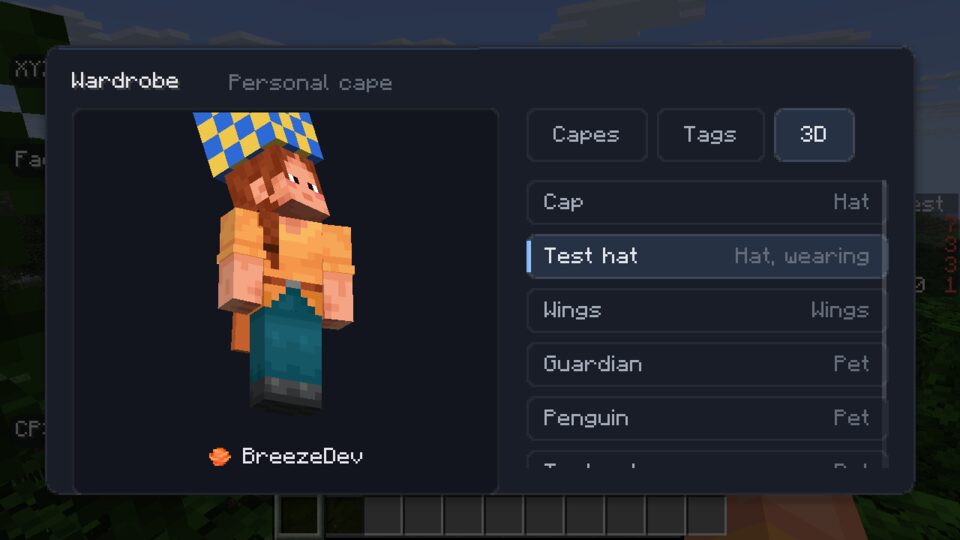 Wardrobe
Personal cape
Capes
Tags
3D
Cap
Hat
Test hat
Hat, wearing
Wings
Wings
Guardian
Pet
Penguin
Pet
BreezeDev